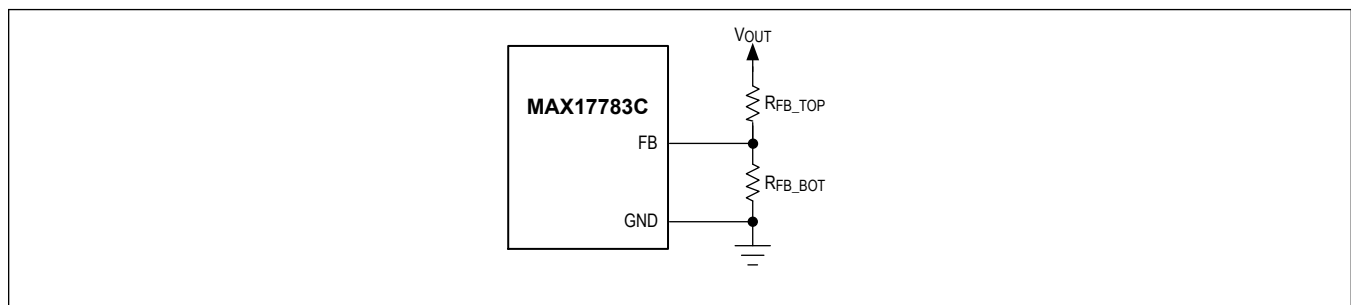 VOUT
MAX17783C
RFB_TOP
FB
RFB_BOT
GND